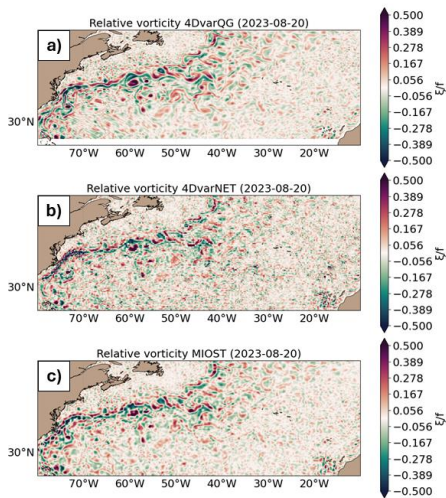 Relative vorticity 4DvarQG (2023-08-20)
a)
30°N
70°W 60°W 50°W 40°W 30°W 20°W
0.500
0.389
0.278
0.167
0.056
−0.056
−0.167
−0.278
−0.389
−0.500
ξ/f
Relative vorticity 4DvarNET (2023-08-20)
b)
30°N
70°W 60°W 50°W 40°W 30°W 20°W
0.500
0.389
0.278
0.167
0.056
−0.056
−0.167
−0.278
−0.389
−0.500
ξ/f
Relative vorticity MIOST (2023-08-20)
c)
30°N
70°W 60°W 50°W 40°W 30°W 20°W
0.500
0.389
0.278
0.167
0.056
−0.056
−0.167
−0.278
−0.389
−0.500
ξ/f